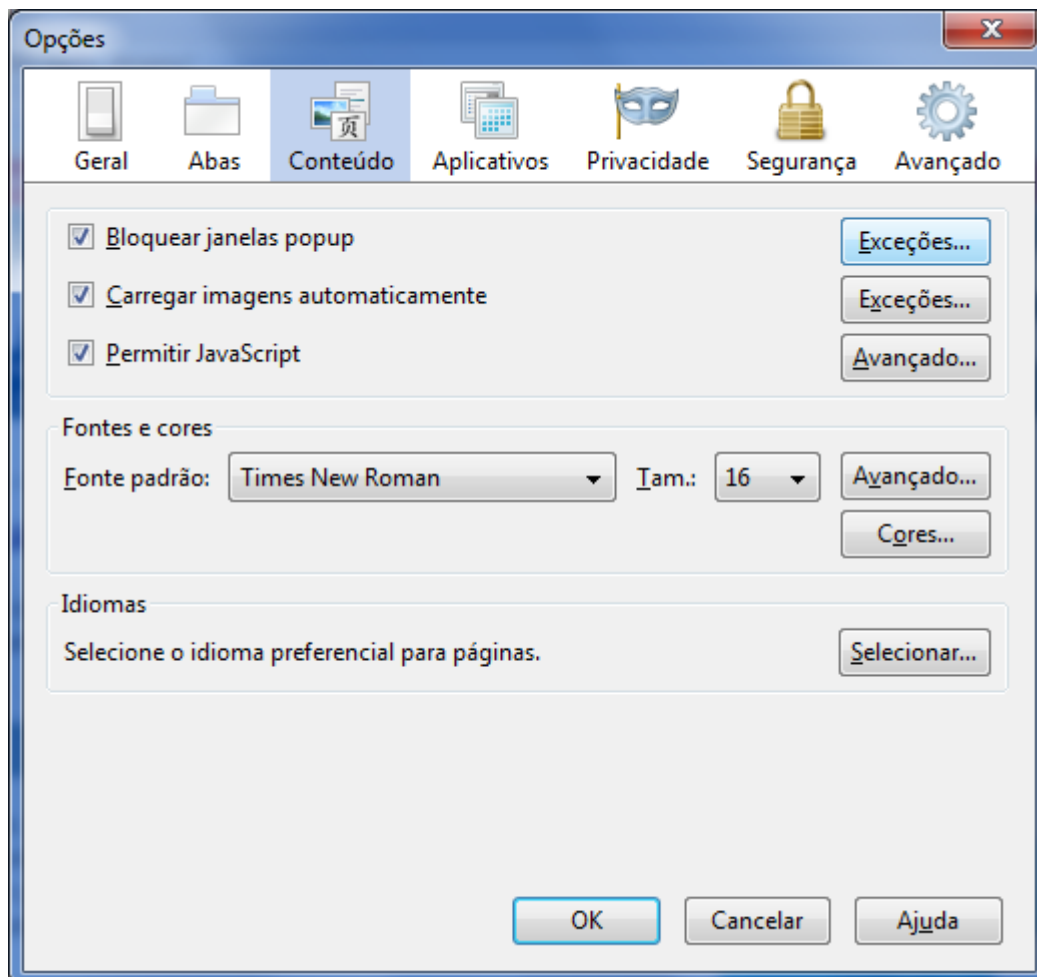 Opções
Geral Abas Conteúdo Aplicativos Privacidade Segurança Avançado
Bloquear janelas popup Exceções...
Carregar imagens automaticamente Exceções...
Permitir JavaScript Avançado...
Fontes e cores
Fonte padrão: Times New Roman Tam.: 16 Avançado...
Cores...
Idiomas
Selecione o idioma preferencial para páginas. Selecionar...
OK Cancelar Ajuda